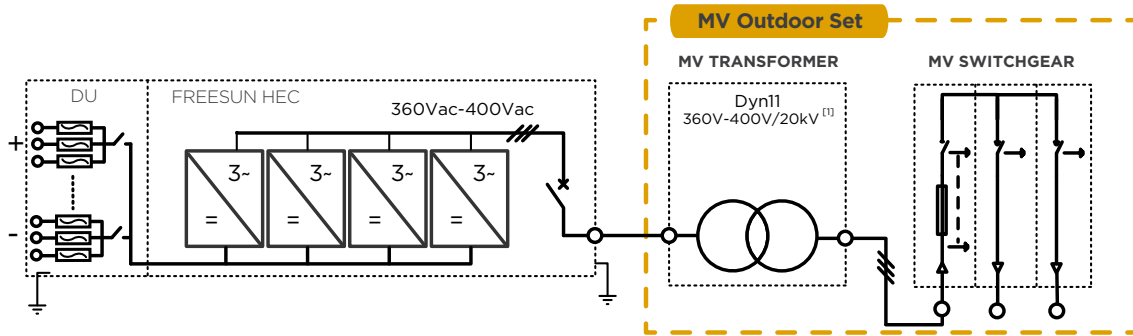 MV Outdoor Set
MV TRANSFORMER
MV SWITCHGEAR
DU
FREESUN HEC
360Vac-400Vac
Dyn11
360V-400V/20kV [1]
+
-
3~
=
3~
=
3~
=
3~
=